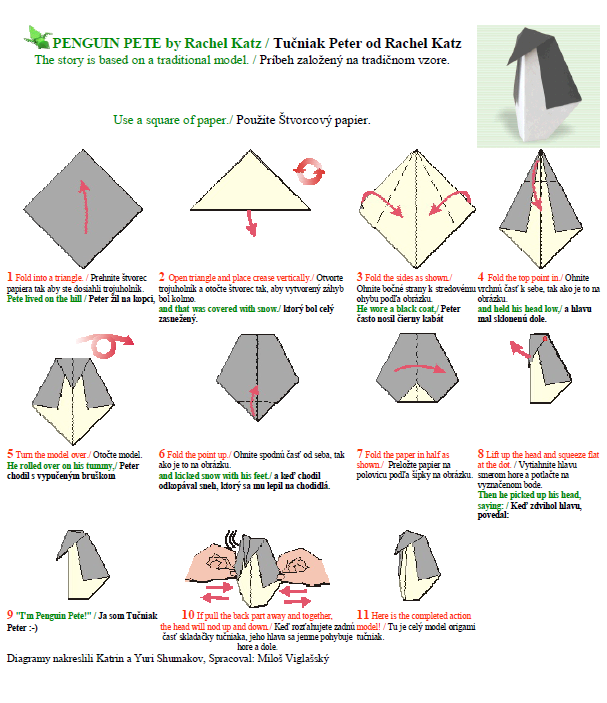 PENGUIN PETE by Rachel Katz / Tučniak Peter od Rachel Katz
The story is based on a traditional model. / Príbeh založený na tradičnom vzore.
Use a square of paper./ Použite Štvorcový papier.
1 Fold into a triangle. / Prehnite štvorec
papiera tak aby ste dosiahli trojuholník.
Pete lived on the hill / Peter žil na kopci,
2 Open triangle and place crease vertically./ Otvorte
trojuholník a otočte štvorec tak, aby vytvorený záhyb
bol kolmo.
and that was covered with snow./ ktorý bol celý
zasnežený.
3 Fold the sides as shown./
Ohnite bočné strany k stredovému
ohybu podľa obrázku.
He wore a black coat./ Peter
často nosil čierny kabát
4 Fold the top point in./ Ohnite
vrchnú časť k sebe, tak ako je to na
obrázku.
and held his head low./ a hlavu
mal sklonenú dole.
5 Turn the model over./ Otočte model.
He rolled over on his tummy./ Peter
chodil s vypučeným bruškom
6 Fold the point up./ Ohnite spodnú časť od seba, tak
ako je to na obrázku.
and kicked snow with his feet./ a keď chodil
odkopával sneh, ktorý sa mu lepil na chodidlá.
7 Fold the paper in half as
shown./ Preložte papier na
polovicu podľa šípky na obrázku.
8 Lift up the head and squeeze flat
at the dot. / Vytiahnite hlavu
smerom hore a potlačte na
vyznačenom bode.
Then he picked up his head,
saying: / Keď zdvihol hlavu,
povedal:
9 "I'm Penguin Pete!" / Ja som Tučniak
Peter :-)
10 If pull the back part away and together,
the head will nod up and down./ Keď rozťahujete zadnú
časť skladačky tučniaka, jeho hlava sa jemne pohybuje
hore a dole.
11 Here is the completed action
model! / Tu je celý model origami
tučniak.
Diagramy nakreslili Katrin a Yuri Shumakov, Spracoval: Miloš Viglašský